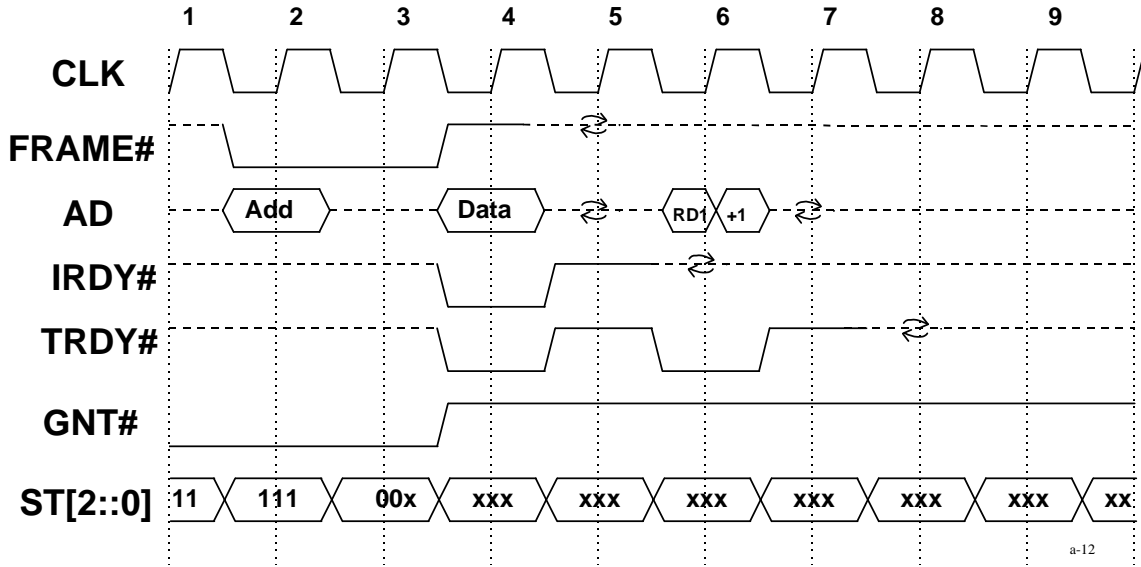 1 2 3 4 5 6 7 8 9
CLK
FRAME#
AD Add Data RD1 +1
IRDY#
TRDY#
GNT#
ST[2::0] 11 111 00x xxx xxx xxx xxx xxx xxx xx
a-12